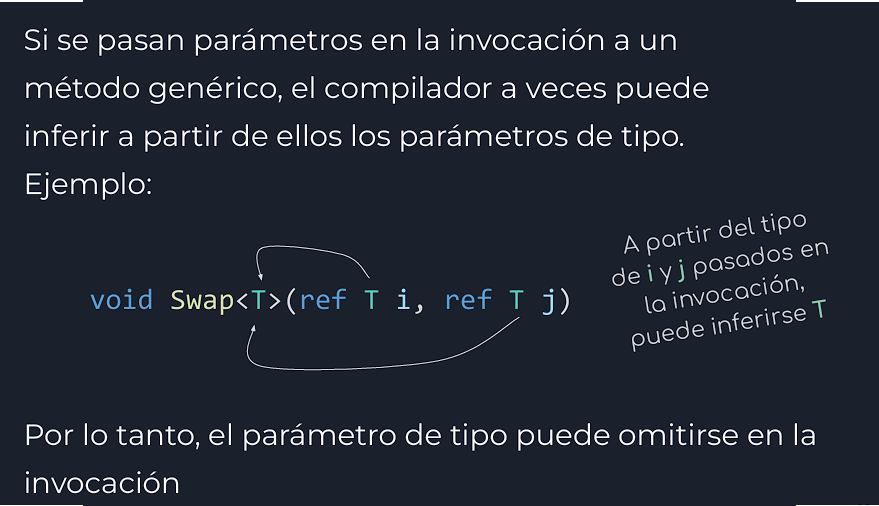 Si se pasan parámetros en la invocación a un
método genérico, el compilador a veces puede
inferir a partir de ellos los parámetros de tipo.
Ejemplo:
void Swap<T>(ref T i, ref T j)
A partir del tipo
de i y j pasados en
la invocación,
puede inferirse T
Por lo tanto, el parámetro de tipo puede omitirse en la
invocación